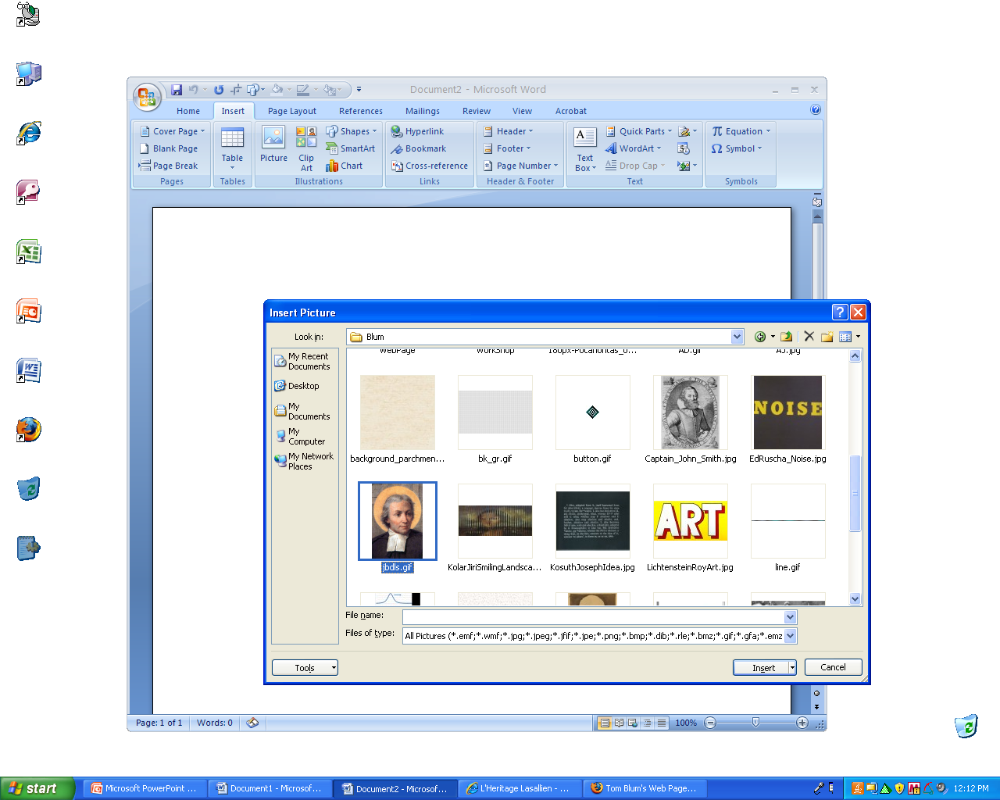 Document2 - Microsoft Word
Home Insert Page Layout References Mailings Review View Acrobat
Cover Page
Blank Page
Page Break
Pages
Table
Tables
Picture
Clip
Art
Shapes
SmartArt
Chart
Illustrations
Hyperlink
Bookmark
Cross-reference
Links
Header
Footer
Page Number
Header & Footer
Text
Box
Quick Parts
WordArt
Drop Cap
Text
Equation
Symbol
Symbols
Insert Picture
Look in: Blum
My Recent
Documents
Desktop
My
Documents
My
Computer
My Network
Places
WebPage WorkShop AD.gif AJ.jpg
NOISE
background_parchmen... bk_gr.gif button.gif Captain_John_Smith.jpg EdRuscha_Noise.jpg
ART
jbdls.gif KolarJiriSmilingLandsca... KosuthJosephIdea.jpg LichtensteinRoyArt.jpg line.gif
File name:
Files of type: All Pictures (*.emf;*.wmf;*.jpg;*.jpeg;*.jfif;*.jpe;*.png;*.bmp;*.dib;*.rle;*.bmz;*.gif;*.gfa;*.emz
Tools Insert Cancel
Page: 1 of 1 Words: 0 100%
start Microsoft PowerPoint ... Document1 - Microsof... Document2 - Microsof... L'Heritage Lasallien - ... Tom Blum's Web Page... 12:12 PM